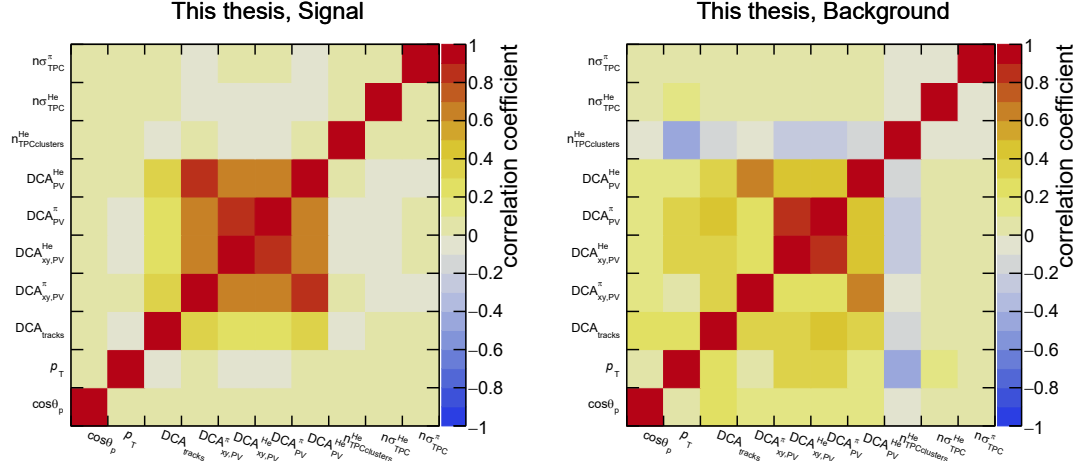 This thesis, Signal
nσ^π_TPC
nσ^He_TPC
n^He_TPCclusters
DCA^He_PV
DCA^π_PV
DCA^He_xy,PV
DCA^π_xy,PV
DCA_tracks
p_T
cosθ_p
cosθ_p p_T DCA_tracks DCA^π_xy,PV DCA^He_xy,PV DCA^π_PV DCA^He_PV n^He_TPCclusters nσ^He_TPC nσ^π_TPC
1
0.8
0.6
0.4
0.2
0
−0.2
−0.4
−0.6
−0.8
−1
correlation coefficient
This thesis, Background
nσ^π_TPC
nσ^He_TPC
n^He_TPCclusters
DCA^He_PV
DCA^π_PV
DCA^He_xy,PV
DCA^π_xy,PV
DCA_tracks
p_T
cosθ_p
cosθ_p p_T DCA_tracks DCA^π_xy,PV DCA^He_xy,PV DCA^π_PV DCA^He_PV n^He_TPCclusters nσ^He_TPC nσ^π_TPC
1
0.8
0.6
0.4
0.2
0
−0.2
−0.4
−0.6
−0.8
−1
correlation coefficient